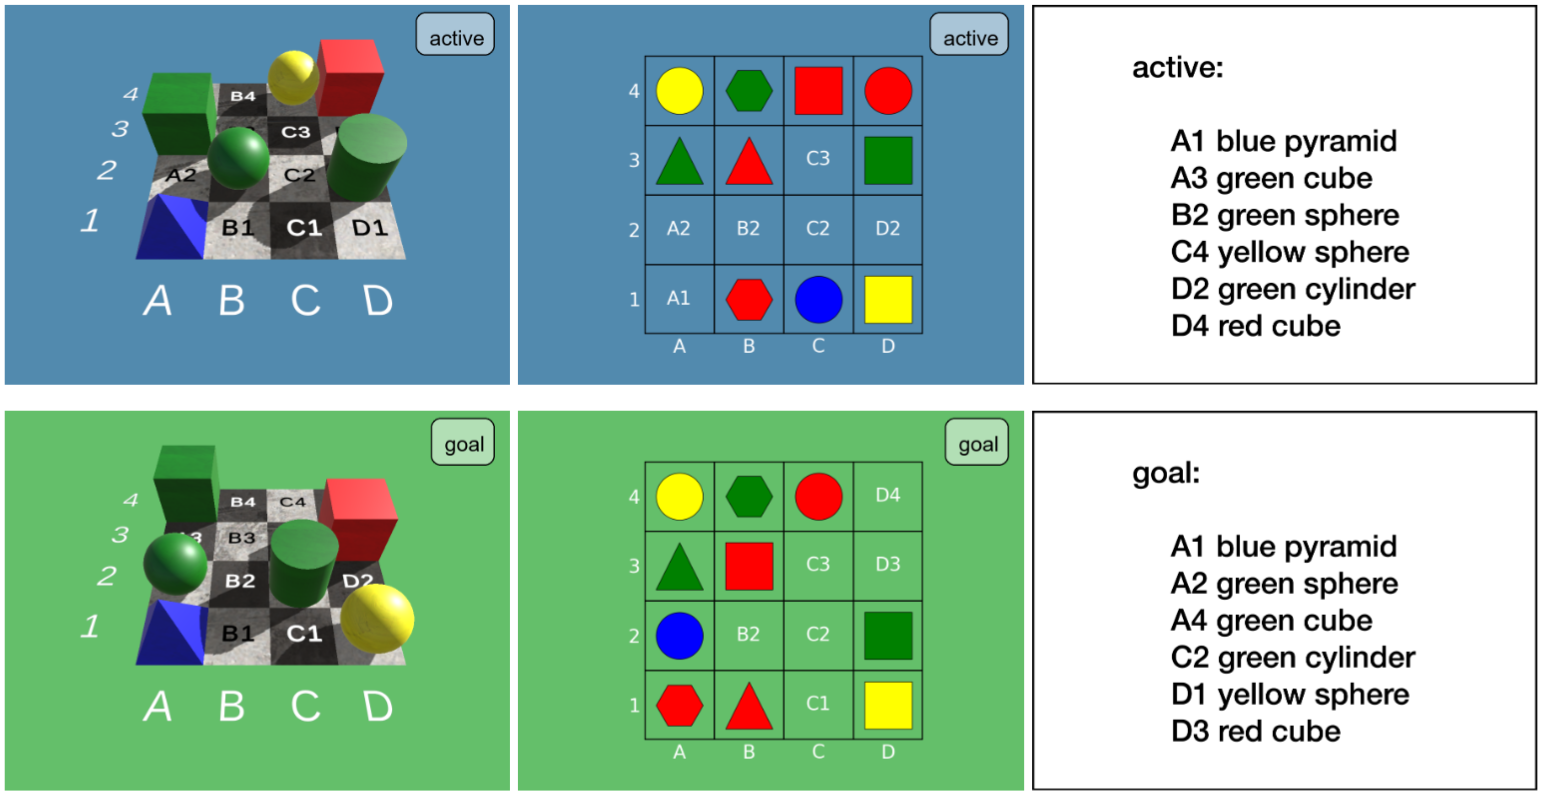 active
4
B4
3
C3
2
A2
C2
1
B1
C1
D1
A B C D
active
4
3
C3
2
A2 B2 C2 D2
1
A1
A B C D
active:
A1 blue pyramid
A3 green cube
B2 green sphere
C4 yellow sphere
D2 green cylinder
D4 red cube
goal
4
B4
C4
3
B3
2
B2
D2
1
B1
C1
A B C D
goal
4
D4
3
C3 D3
2
B2 C2
1
C1
A B C D
goal:
A1 blue pyramid
A2 green sphere
A4 green cube
C2 green cylinder
D1 yellow sphere
D3 red cube